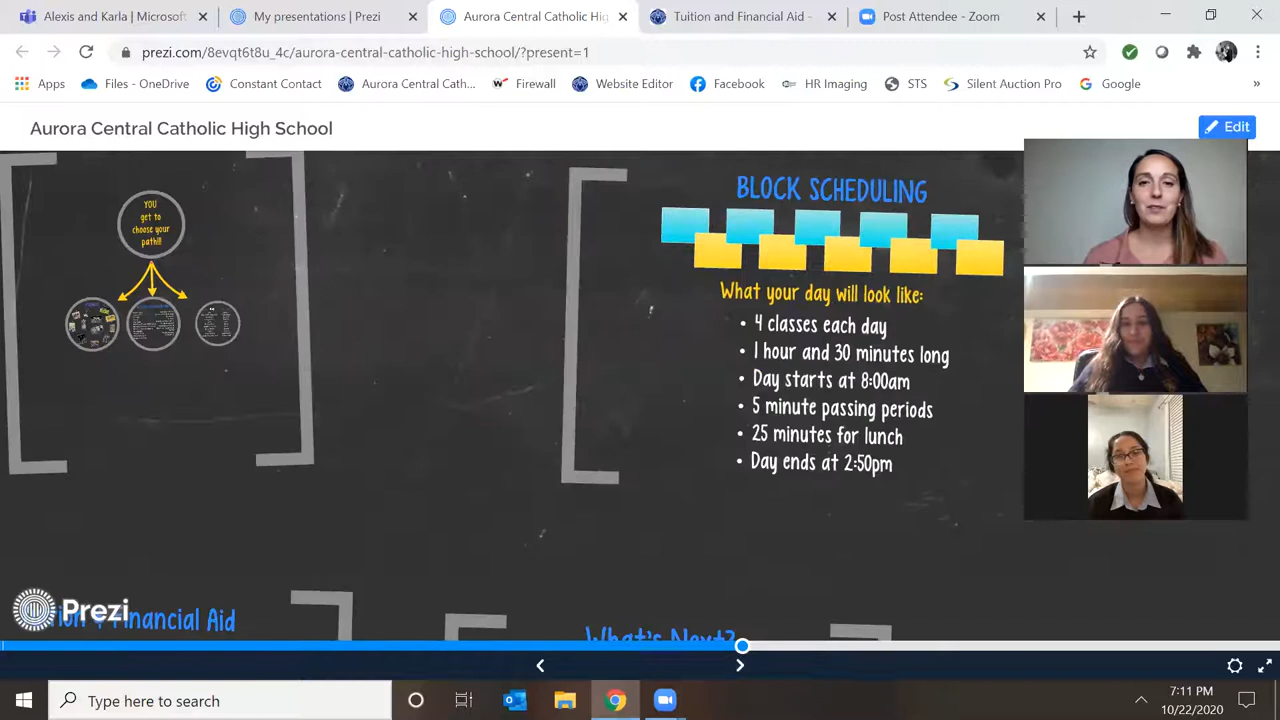 Alexis and Karla | Microsoft
My presentations | Prezi
Aurora Central Catholic Hig
Tuition and Financial Aid -
Post Attendee - Zoom
prezi.com/8evqt6t8u_4c/aurora-central-catholic-high-school/?present=1
Apps
Files - OneDrive
Constant Contact
Aurora Central Cath...
Firewall
Website Editor
Facebook
HR Imaging
STS
Silent Auction Pro
Google
»
Aurora Central Catholic High School
Edit
YOU
get to
choose your
path!!
BLOCK SCHEDULING
What your day will look like:
• 4 classes each day
• 1 hour and 30 minutes long
• Day starts at 8:00am
• 5 minute passing periods
• 25 minutes for lunch
• Day ends at 2:50pm
Prezi
Financial Aid
What's Next?
Type here to search
7:11 PM
10/22/2020